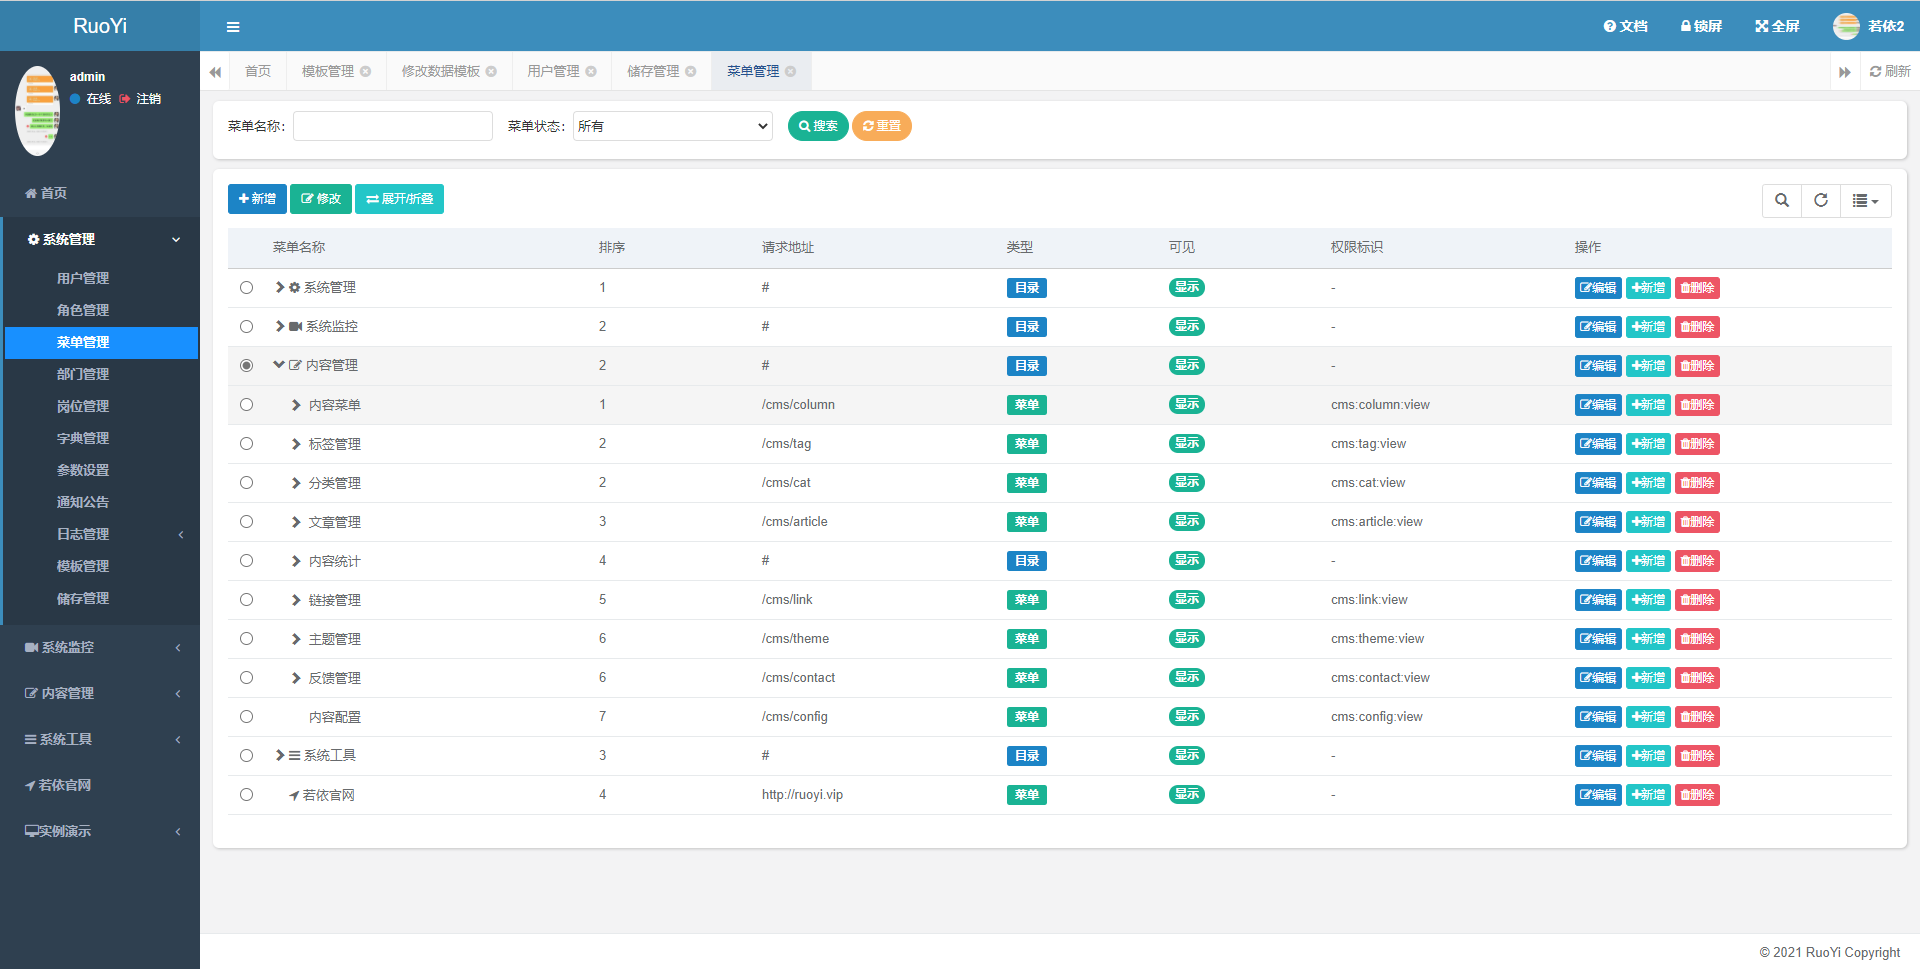 RuoYi
文档 锁屏 全屏 若依2
admin
在线 注销
首页 模板管理 修改数据模板 用户管理 储存管理 菜单管理 刷新
菜单名称: 菜单状态: 所有 搜索 重置
首页
系统管理
用户管理
角色管理
菜单管理
部门管理
岗位管理
字典管理
参数设置
通知公告
日志管理
模板管理
储存管理
系统监控
内容管理
系统工具
若依官网
实例演示
新增 修改 展开/折叠
菜单名称 排序 请求地址 类型 可见 权限标识 操作
系统管理 1 # 目录 显示 - 编辑 新增 删除
系统监控 2 # 目录 显示 - 编辑 新增 删除
内容管理 2 # 目录 显示 - 编辑 新增 删除
内容菜单 1 /cms/column 菜单 显示 cms:column:view 编辑 新增 删除
标签管理 2 /cms/tag 菜单 显示 cms:tag:view 编辑 新增 删除
分类管理 2 /cms/cat 菜单 显示 cms:cat:view 编辑 新增 删除
文章管理 3 /cms/article 菜单 显示 cms:article:view 编辑 新增 删除
内容统计 4 # 目录 显示 - 编辑 新增 删除
链接管理 5 /cms/link 菜单 显示 cms:link:view 编辑 新增 删除
主题管理 6 /cms/theme 菜单 显示 cms:theme:view 编辑 新增 删除
反馈管理 6 /cms/contact 菜单 显示 cms:contact:view 编辑 新增 删除
内容配置 7 /cms/config 菜单 显示 cms:config:view 编辑 新增 删除
系统工具 3 # 目录 显示 - 编辑 新增 删除
若依官网 4 http://ruoyi.vip 菜单 显示 - 编辑 新增 删除
© 2021 RuoYi Copyright